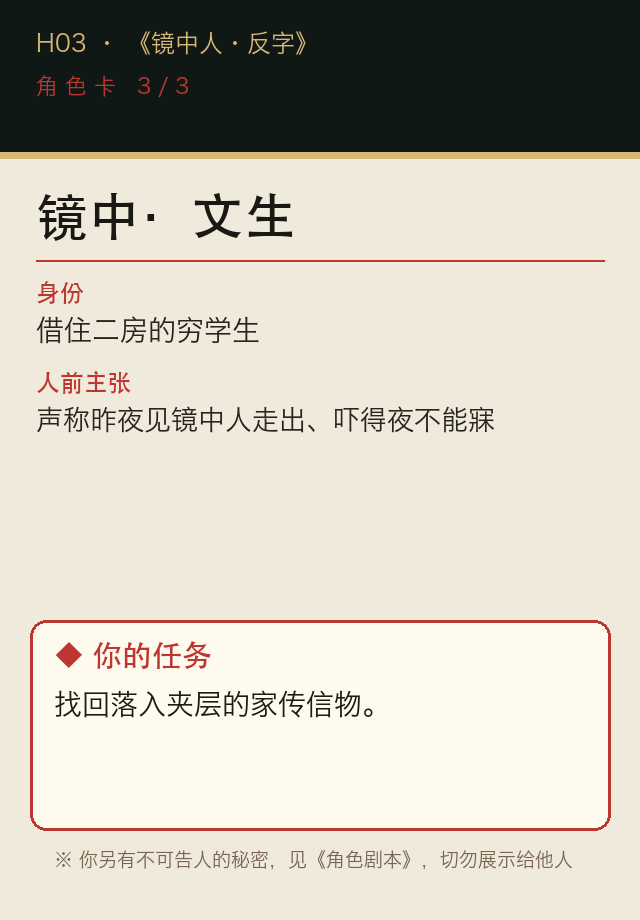 H03 · 《镜中人·反字》
角色卡 3/3
镜中· 文生
身份
借住二房的穷学生
人前主张
声称昨夜见镜中人走出、吓得夜不能寐
◆ 你的任务
找回落入夹层的家传信物。
※ 你另有不可告人的秘密，见《角色剧本》，切勿展示给他人